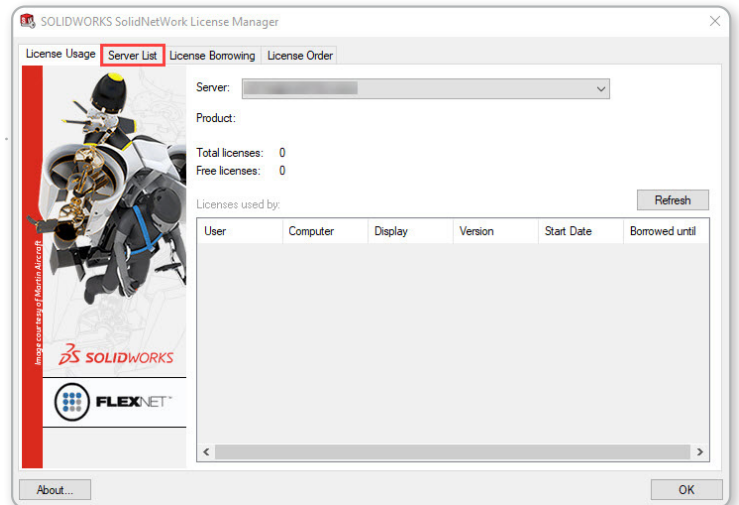 SOLIDWORKS SolidNetWork License Manager
License Usage Server List License Borrowing License Order
Server:
Product:
Total licenses: 0
Free licenses: 0
Licenses used by:
Refresh
User Computer Display Version Start Date Borrowed until
Image courtesy of Martin Aircraft
SOLIDWORKS
FLEXNET
About...
OK